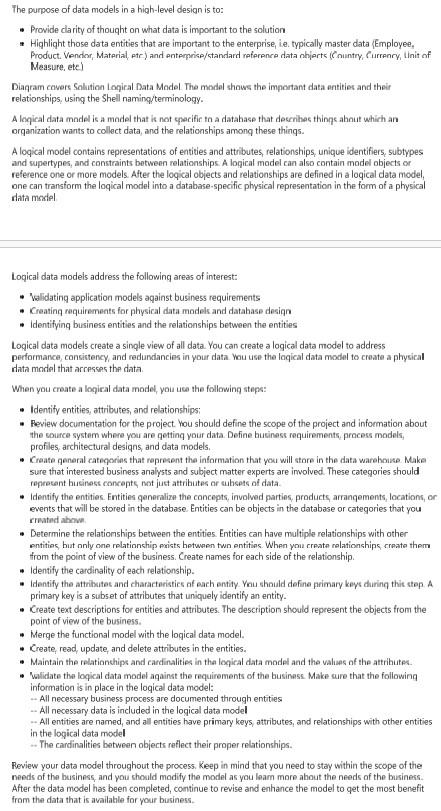 The purpose of data models in a high-level design is to:
• Provide clarity of thought on what data is important to the solution
• Highlight those data entities that are important to the enterprise, i.e. typically master data (Employee,
Product, Vendor, Material, etc.) and enterprise/standard reference data objects (Country, Currency, Unit of
Measure, etc.)
Diagram covers Solution Logical Data Model. The model shows the important data entities and their
relationships, using the Shell naming/terminology.
A logical data model is a model that is not specific to a database that describes things about which an
organization wants to collect data, and the relationships among these things.
A logical model contains representations of entities and attributes, relationships, unique identifiers, subtypes
and supertypes, and constraints between relationships. A logical model can also contain model objects or
reference one or more models. After the logical objects and relationships are defined in a logical data model,
one can transform the logical model into a database-specific physical representation in the form of a physical
data model.
Logical data models address the following areas of interest:
• Validating application models against business requirements
• Creating requirements for physical data models and database design
• Identifying business entities and the relationships between the entities
Logical data models create a single view of all data. You can create a logical data model to address
performance, consistency, and redundancies in your data. You use the logical data model to create a physical
data model that accesses the data.
When you create a logical data model, you use the following steps:
• Identify entities, attributes, and relationships:
• Review documentation for the project. You should define the scope of the project and information about
the source system where you are getting your data. Define business requirements, process models,
profiles, architectural designs, and data models.
• Create general categories that represent the information that you will store in the data warehouse. Make
sure that interested business analysts and subject matter experts are involved. These categories should
represent business concepts, not just attributes or subsets of data.
• Identify the entities. Entities generalize the concepts, involved parties, products, arrangements, locations, or
events that will be stored in the database. Entities can be objects in the database or categories that you
created above.
• Determine the relationships between the entities. Entities can have multiple relationships with other
entities, but only one relationship exists between two entities. When you create relationships, create them
from the point of view of the business. Create names for each side of the relationship.
• Identify the cardinality of each relationship.
• Identify the attributes and characteristics of each entity. You should define primary keys during this step. A
primary key is a subset of attributes that uniquely identify an entity.
• Create text descriptions for entities and attributes. The description should represent the objects from the
point of view of the business.
• Merge the functional model with the logical data model.
• Create, read, update, and delete attributes in the entities.
• Maintain the relationships and cardinalities in the logical data model and the values of the attributes.
• Validate the logical data model against the requirements of the business. Make sure that the following
information is in place in the logical data model:
-- All necessary business process are documented through entities
-- All necessary data is included in the logical data model
-- All entities are named, and all entities have primary keys, attributes, and relationships with other entities
in the logical data model
-- The cardinalities between objects reflect their proper relationships.
Review your data model throughout the process. Keep in mind that you need to stay within the scope of the
needs of the business, and you should modify the model as you learn more about the needs of the business.
After the data model has been completed, continue to revise and enhance the model to get the most benefit
from the data that is available for your business.